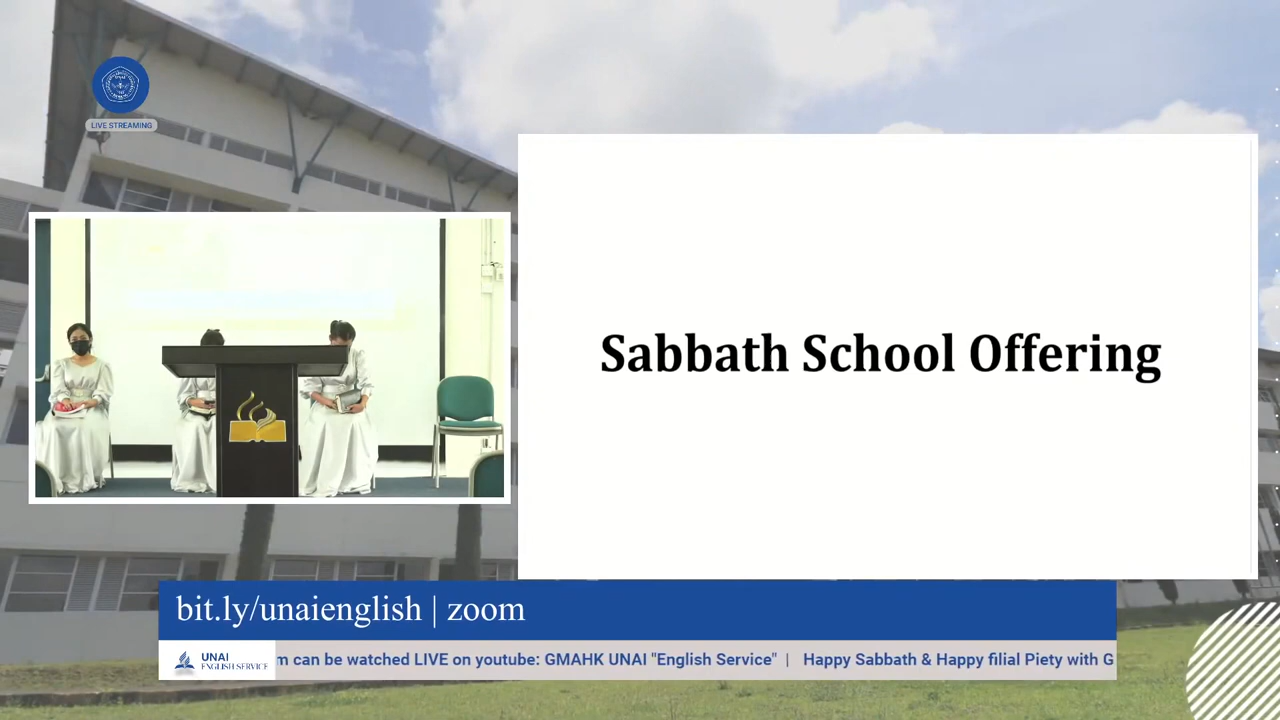 UNAI
LIVE STREAMING
Sabbath School Offering
bit.ly/unaienglish | zoom
UNAI
ENGLISH SERVICE
m can be watched LIVE on youtube: GMAHK UNAI "English Service" | Happy Sabbath & Happy filial Piety with G